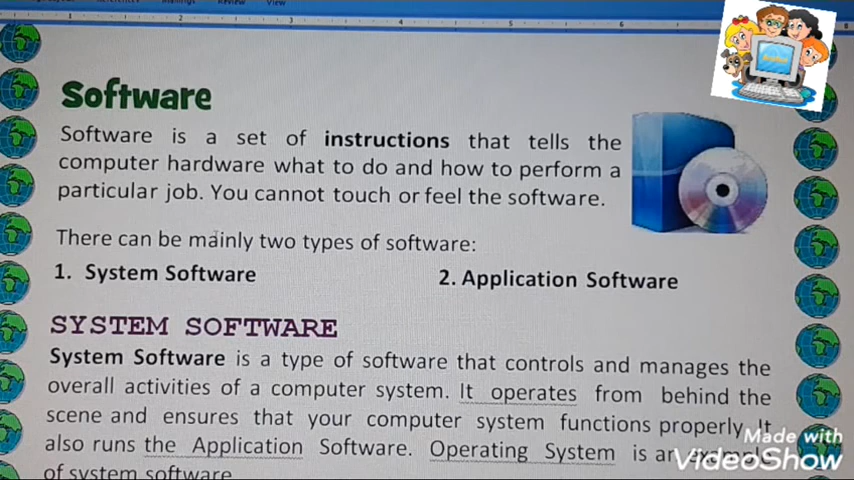 Review View
Software
Software is a set of instructions that tells the
computer hardware what to do and how to perform a
particular job. You cannot touch or feel the software.
There can be mainly two types of software:
1. System Software 2. Application Software
SYSTEM SOFTWARE
System Software is a type of software that controls and manages the
overall activities of a computer system. It operates from behind the
scene and ensures that your computer system functions properly. It
also runs the Application Software. Operating System is an example
of system software
Made with
VideoShow